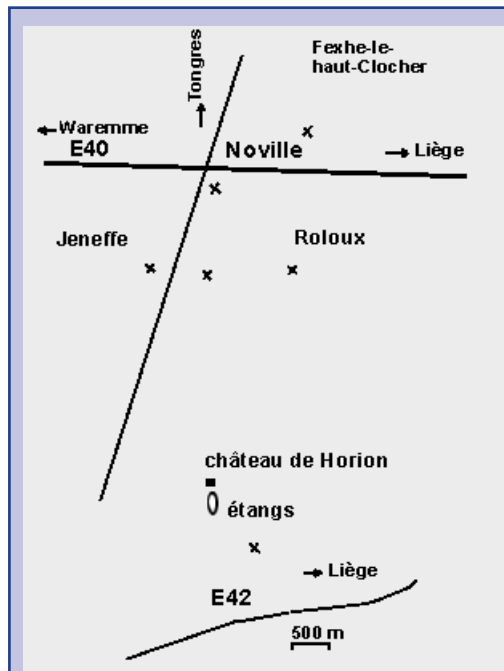 Fexhe-le-
haut-Clocher
Tongres
Waremme
E40
Noville
Liège
Jeneffe
Roloux
château de Horion
étangs
Liège
E42
500 m